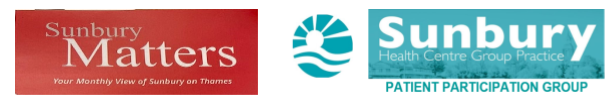 Sunbury
Matters
Your Monthly View of Sunbury on Thames
Sunbury
Health Centre Group Practice
PATIENT PARTICIPATION GROUP